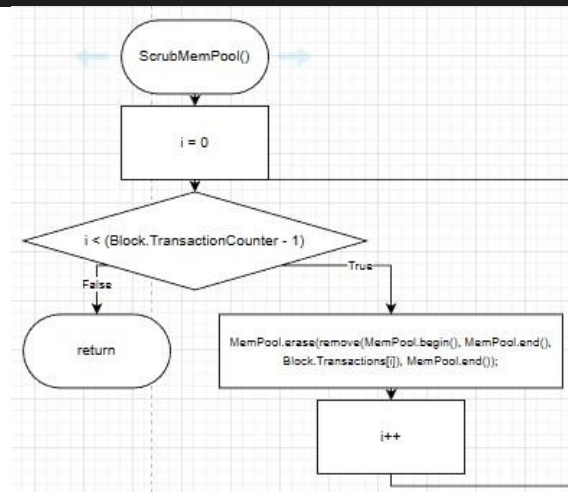 ScrubMemPool()
i = 0
i < (Block.TransactionCounter - 1)
False
True
return
MemPool.erase(remove(MemPool.begin(), MemPool.end(),
Block.Transactions[i]), MemPool.end());
i++